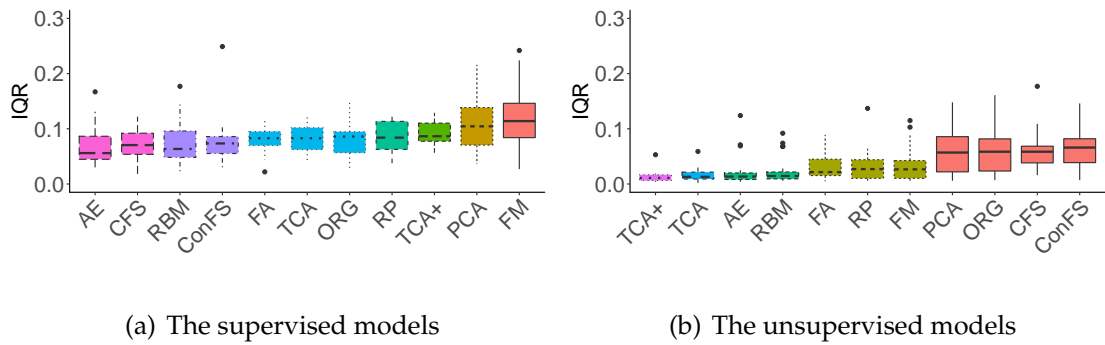 0.3
0.2
0.1
0.0
IQR
AE
CFS
RBM
ConFS
FA
TCA
ORG
RP
TCA+
PCA
FM
(a) The supervised models
0.3
0.2
0.1
0.0
IQR
TCA+
TCA
AE
RBM
FA
RP
FM
PCA
ORG
CFS
ConFS
(b) The unsupervised models